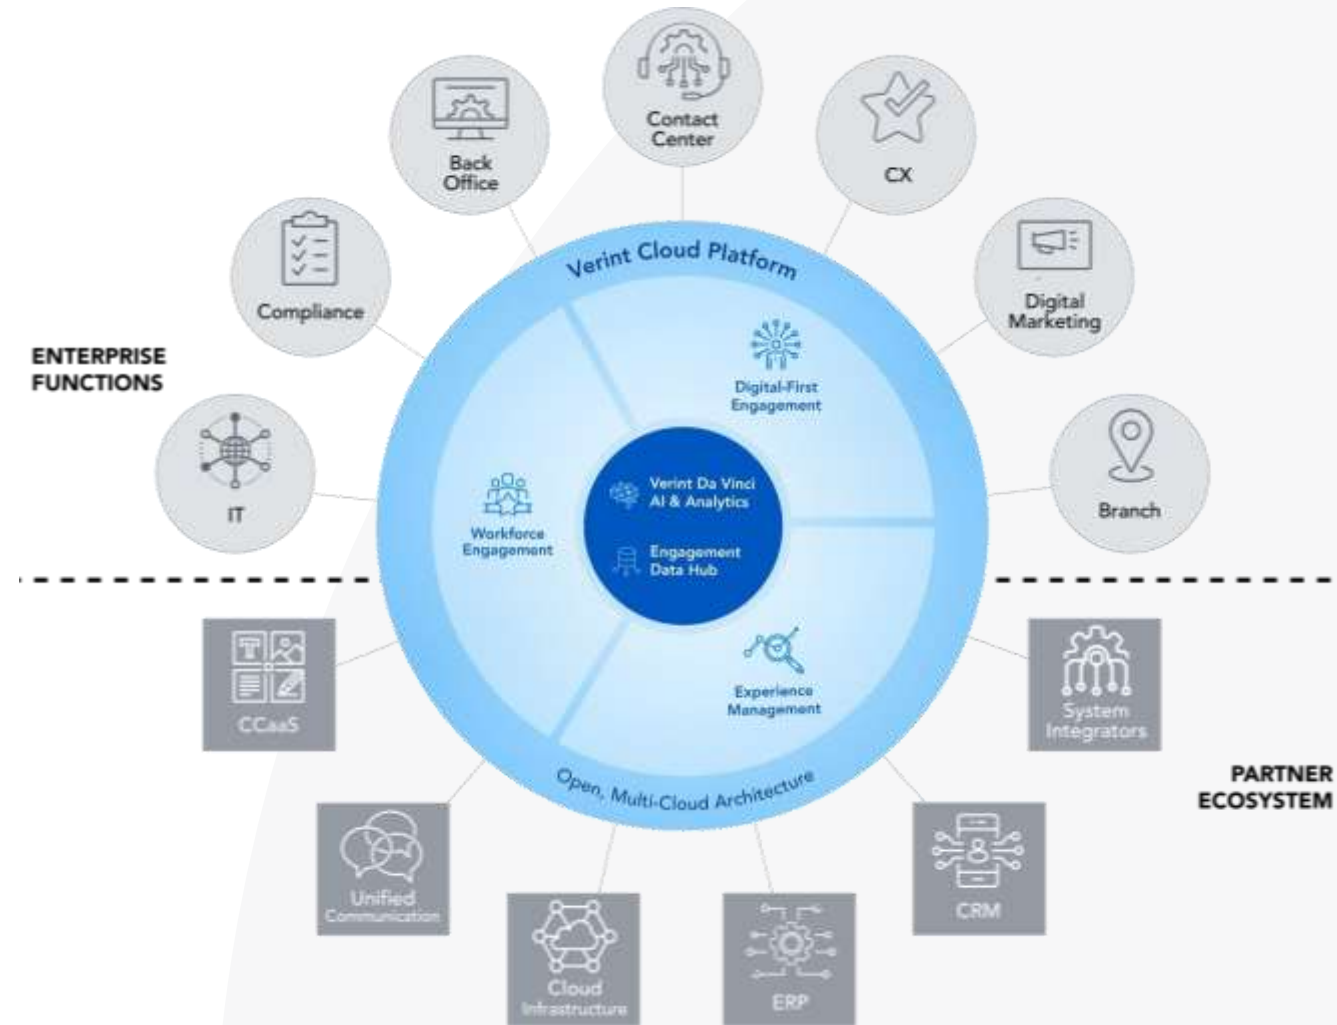 Contact
Center
Back
Office
CX
Compliance
Digital
Marketing
Verint Cloud Platform
ENTERPRISE
FUNCTIONS
Digital-First
Engagement
IT
Branch
Workforce
Engagement
Verint Da Vinci
AI & Analytics
Engagement
Data Hub
Experience
Management
Open, Multi-Cloud Architecture
CCaaS
System
Integrators
PARTNER
ECOSYSTEM
Unified
Communication
CRM
Cloud
Infrastructure
ERP